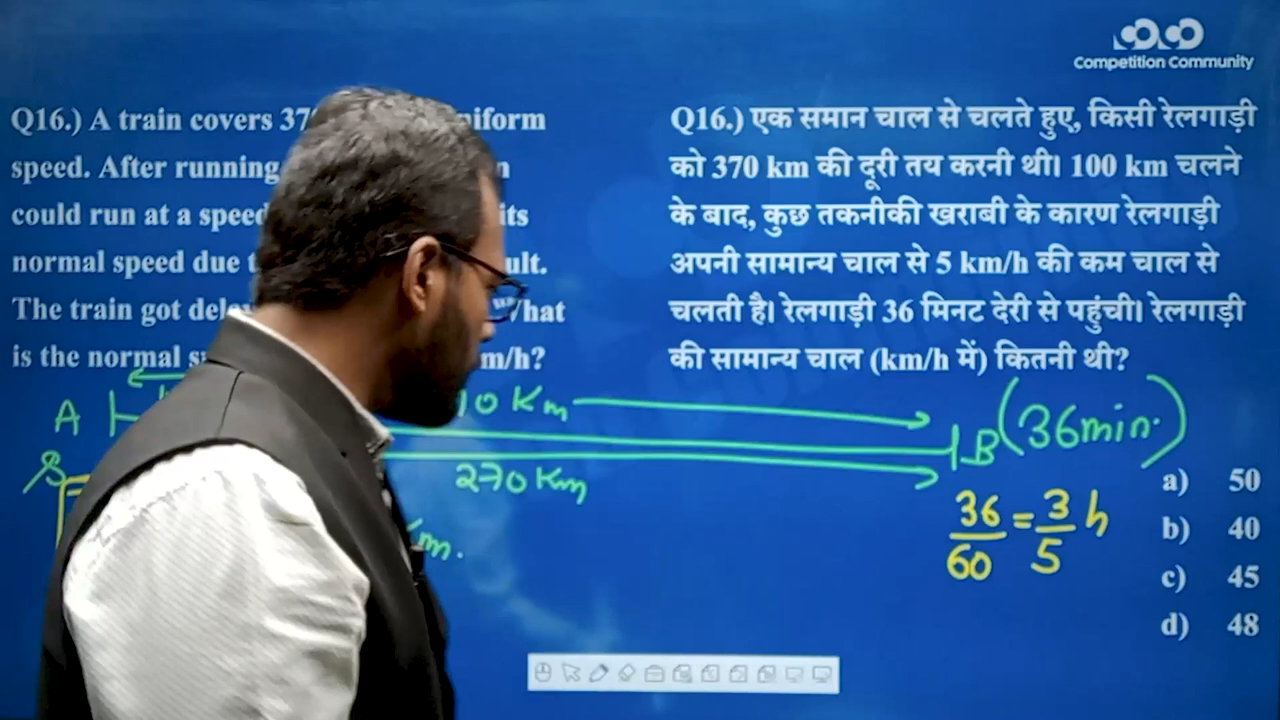 Competition Community
Q16.) A train covers 37 niform
speed. After running
could run at a speed its
normal speed due ult.
The train got hat
is the normal m/h?
Q16.) एक समान चाल से चलते हुए, किसी रेलगाड़ी
को 370 km की दूरी तय करनी थी। 100 km चलने
के बाद, कुछ तकनीकी खराबी के कारण रेलगाड़ी
अपनी सामान्य चाल से 5 km/h की कम चाल से
चलती है। रेलगाड़ी 36 मिनट देरी से पहुंची। रेलगाड़ी
की सामान्य चाल (km/h में) कितनी थी?
A 10 Km B (36min.)
S 270 Km
Km.
36/60 = 3/5 h
a) 50
b) 40
c) 45
d) 48